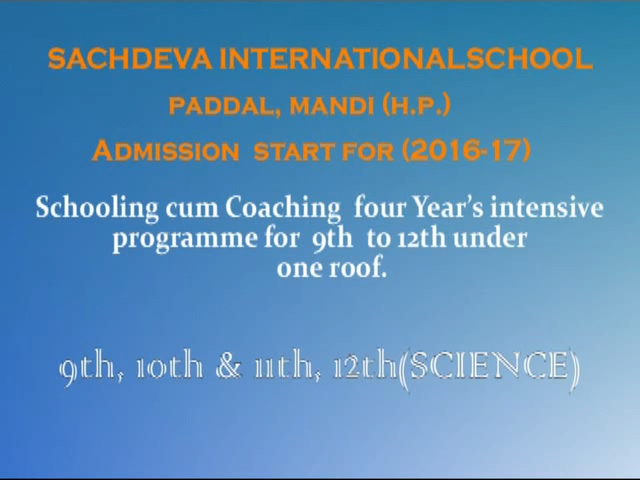 SACHDEVA INTERNATIONALSCHOOL
PADDAL, MANDI (H.P.)
ADMISSION START FOR (2016-17)
Schooling cum Coaching four Year's intensive
programme for 9th to 12th under
one roof.
9th, 10th & 11th, 12th(SCIENCE)